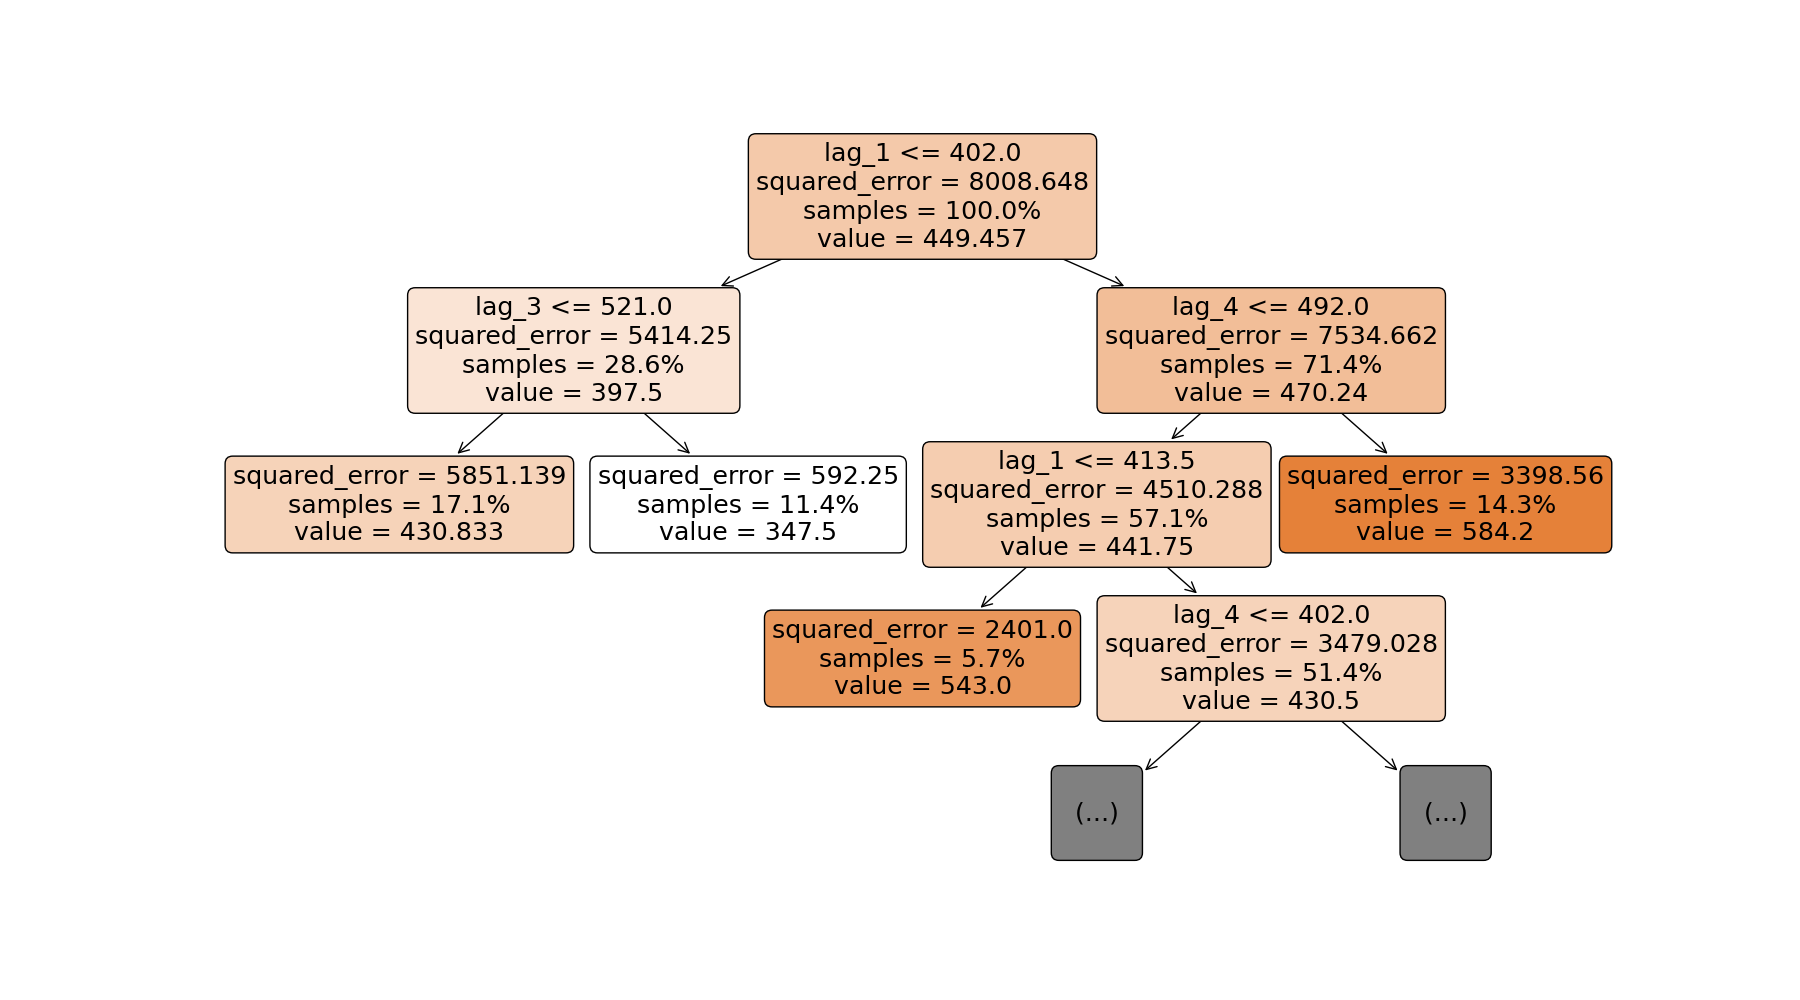 lag_1 <= 402.0
squared_error = 8008.648
samples = 100.0%
value = 449.457
lag_3 <= 521.0
squared_error = 5414.25
samples = 28.6%
value = 397.5
lag_4 <= 492.0
squared_error = 7534.662
samples = 71.4%
value = 470.24
squared_error = 5851.139
samples = 17.1%
value = 430.833
squared_error = 592.25
samples = 11.4%
value = 347.5
lag_1 <= 413.5
squared_error = 4510.288
samples = 57.1%
value = 441.75
squared_error = 3398.56
samples = 14.3%
value = 584.2
squared_error = 2401.0
samples = 5.7%
value = 543.0
lag_4 <= 402.0
squared_error = 3479.028
samples = 51.4%
value = 430.5
(...)
(...)